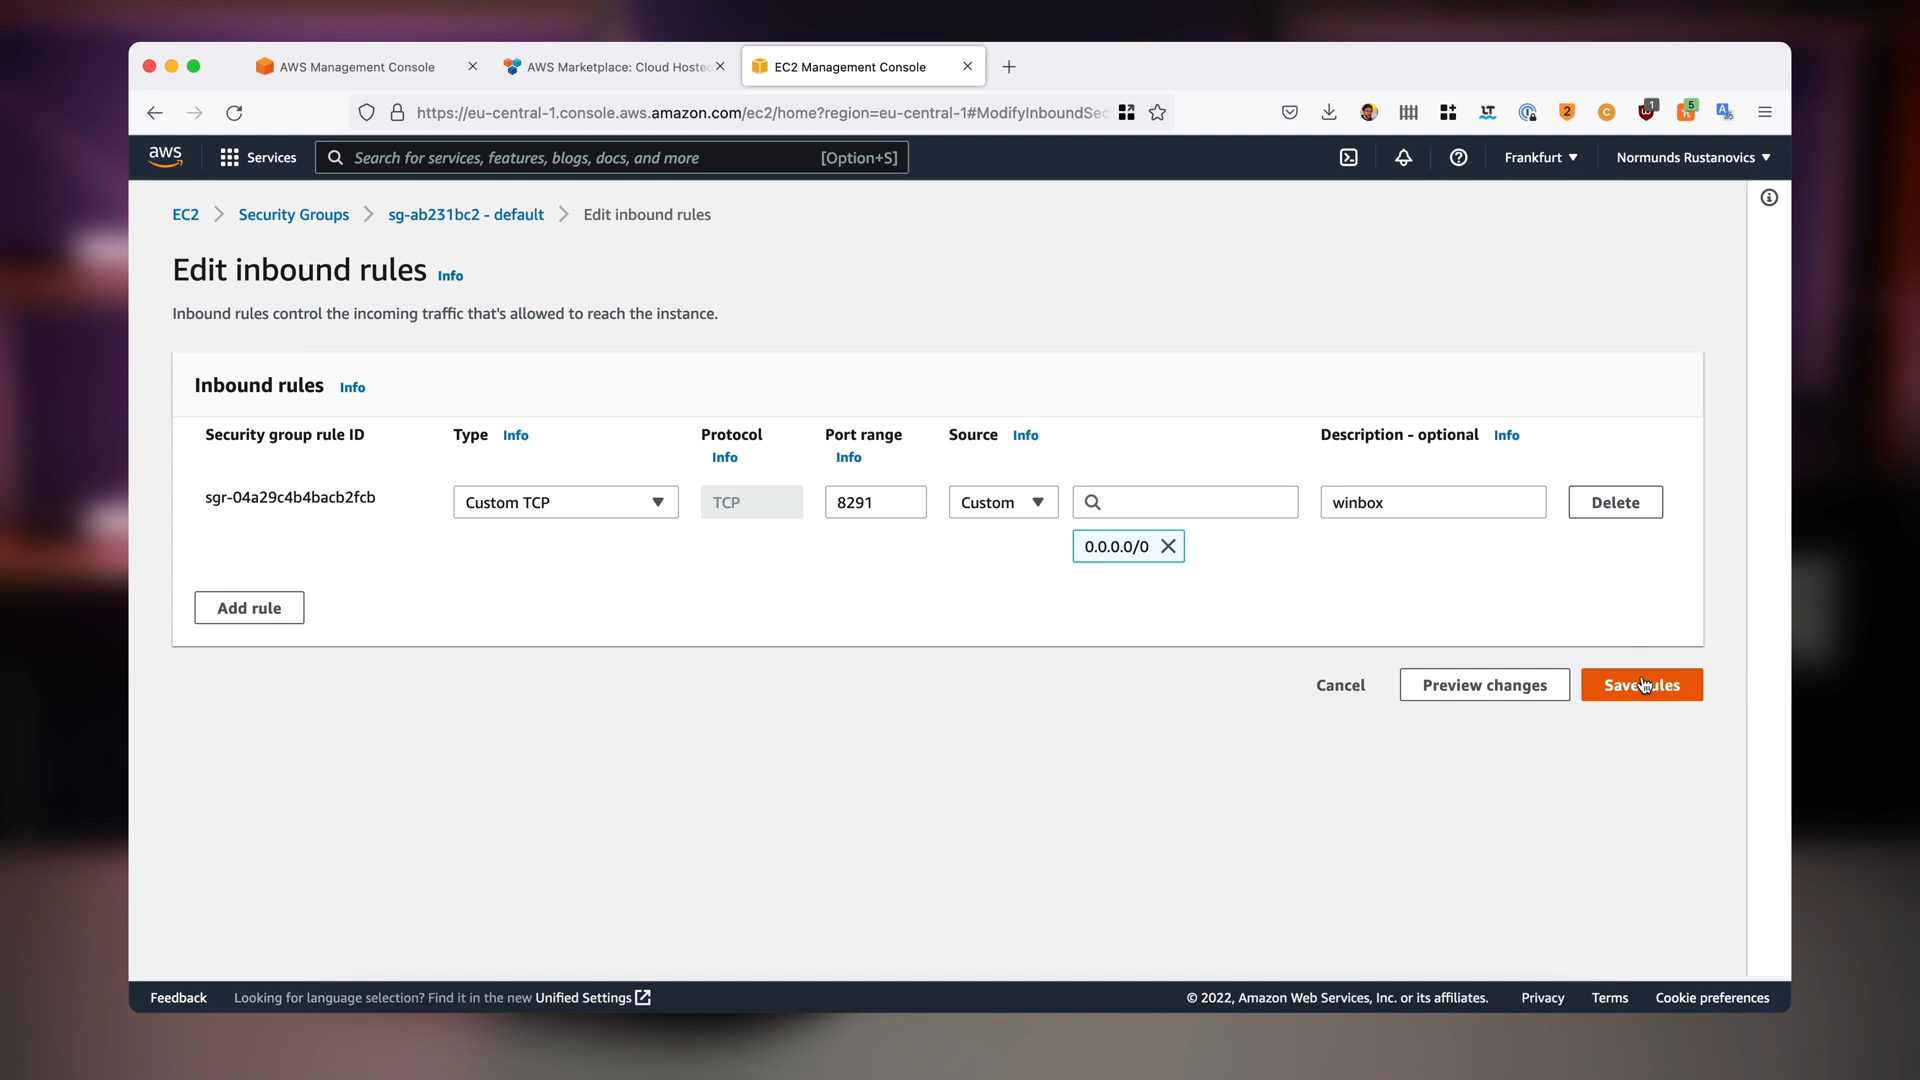 AWS Management Console
AWS Marketplace: Cloud Hoste
EC2 Management Console
https://eu-central-1.console.aws.amazon.com/ec2/home?region=eu-central-1#ModifyInboundSec
2
1
5
aws
Services
Search for services, features, blogs, docs, and more
[Option+S]
Frankfurt
Normunds Rustanovics
EC2
Security Groups
sg-ab231bc2 - default
Edit inbound rules
Edit inbound rules Info
Inbound rules control the incoming traffic that's allowed to reach the instance.
Inbound rules Info
Security group rule ID
Type Info
Protocol
Info
Port range
Info
Source Info
Description - optional Info
sgr-04a29c4b4bacb2fcb
Custom TCP
TCP
8291
Custom
winbox
Delete
0.0.0.0/0
Add rule
Cancel
Preview changes
Save rules
Feedback
Looking for language selection? Find it in the new Unified Settings
© 2022, Amazon Web Services, Inc. or its affiliates.
Privacy
Terms
Cookie preferences